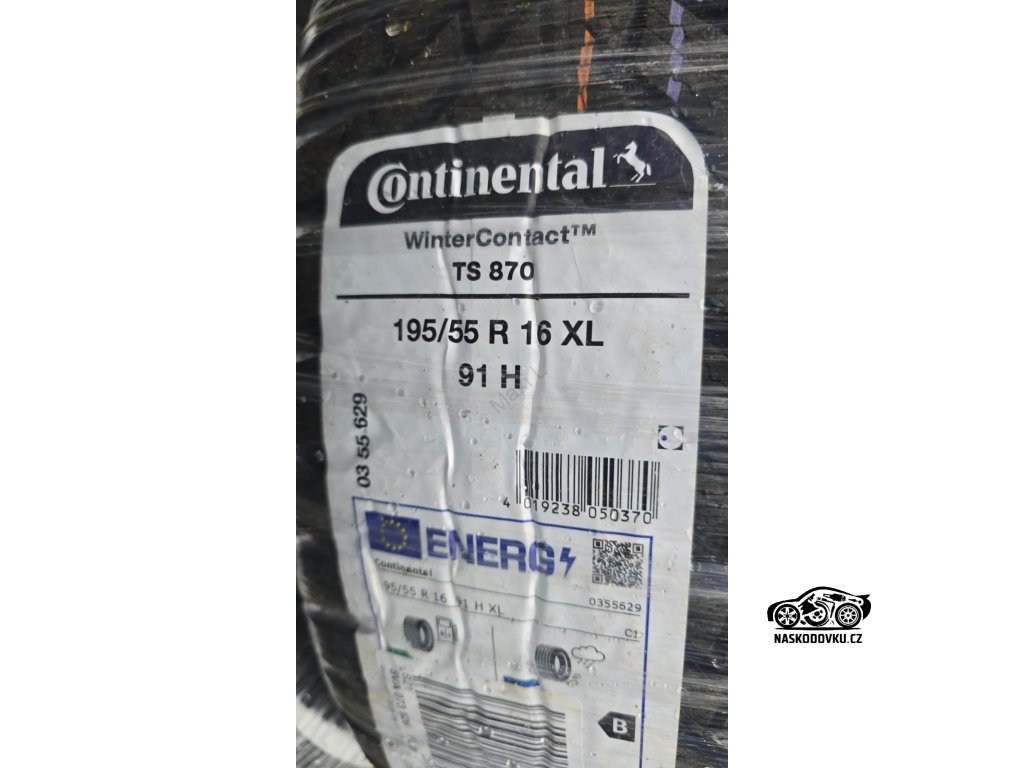 Continental
WinterContact™
TS 870
195/55 R 16 XL
91 H
03 55 629
4 019238 050370
ENERG
Continental
95/55 R 16 91 H XL
0355629
C1
B
NASKODOVKU.CZ